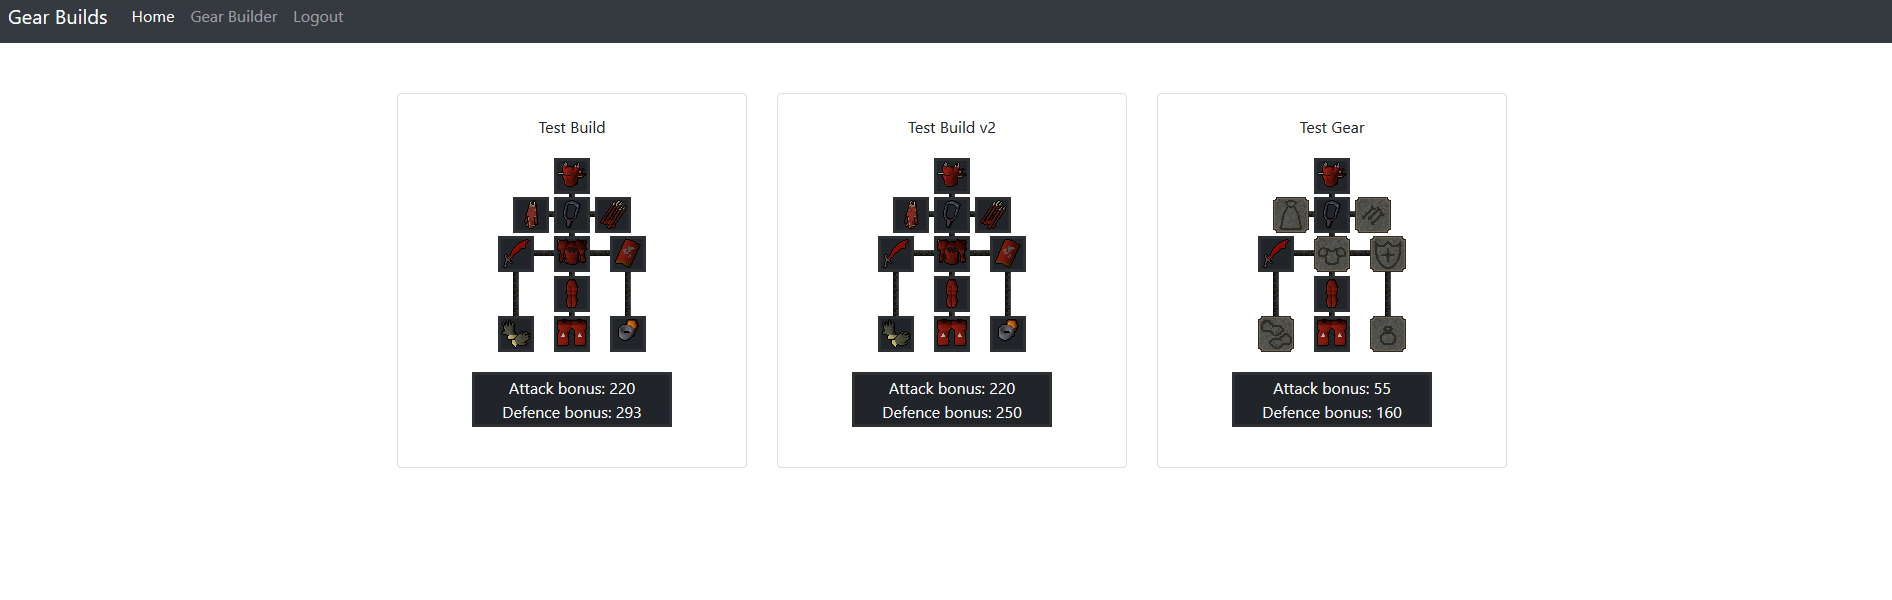 Gear Builds Home Gear Builder Logout
Test Build
Attack bonus: 220
Defence bonus: 293
Test Build v2
Attack bonus: 220
Defence bonus: 250
Test Gear
Attack bonus: 55
Defence bonus: 160